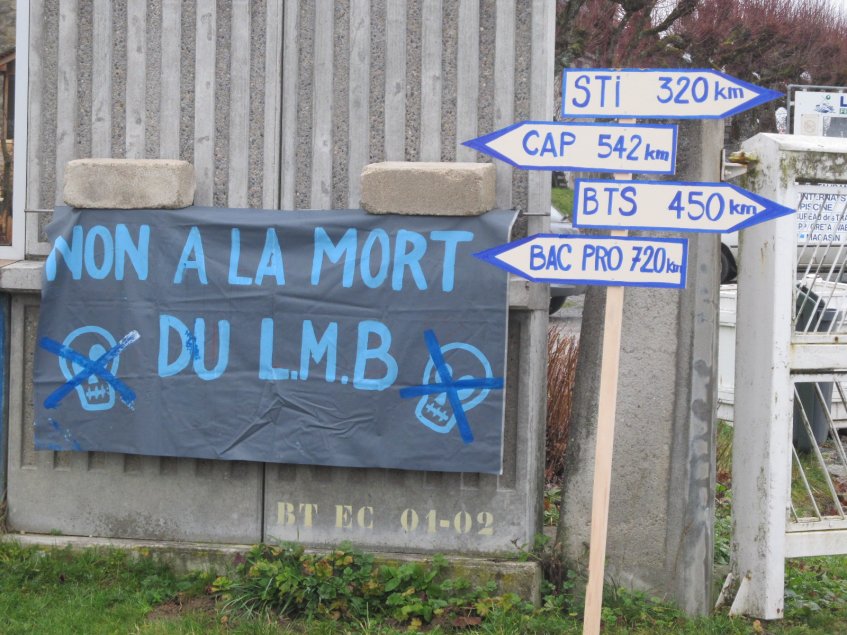 NON A LA MORT
DU L.M.B
STi 320 km
CAP 542 km
BTS 450 km
BAC PRO 720 km
BT EC 01-02
INTERNATS
PISCINE
MAGASIN